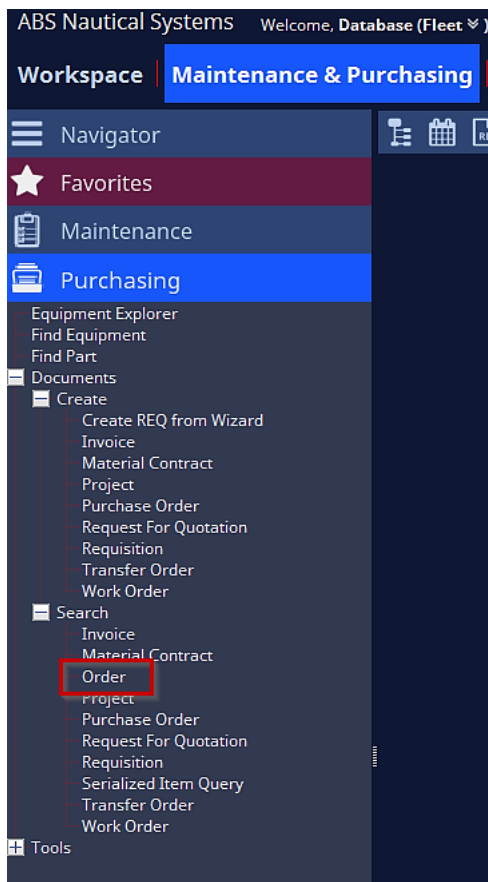 ABS Nautical Systems Welcome, Database (Fleet )
Workspace Maintenance & Purchasing
Navigator
Favorites
Maintenance
Purchasing
Equipment Explorer
Find Equipment
Find Part
Documents
Create
Create REQ from Wizard
Invoice
Material Contract
Project
Purchase Order
Request For Quotation
Requisition
Transfer Order
Work Order
Search
Invoice
Material Contract
Order
Project
Purchase Order
Request For Quotation
Requisition
Serialized Item Query
Transfer Order
Work Order
Tools